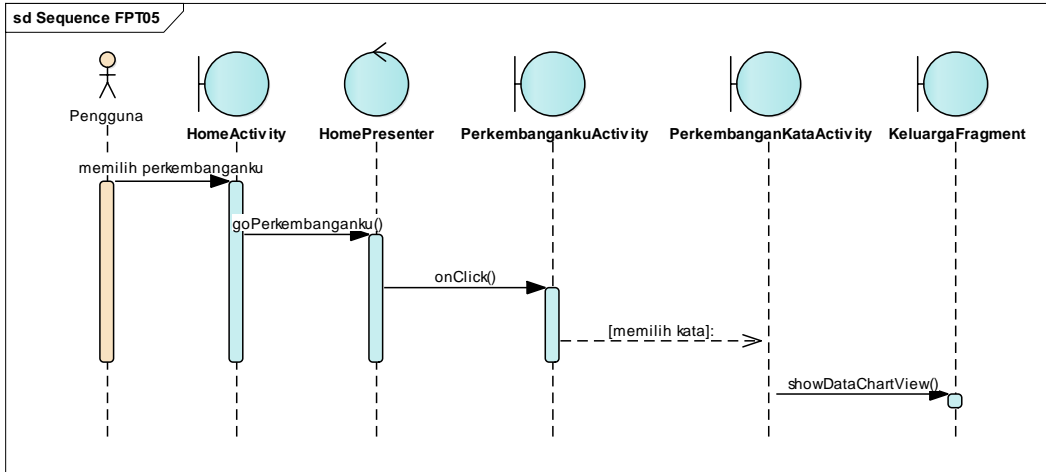 sd Sequence FPT05
Pengguna
HomeActivity
HomePresenter
PerkembangankuActivity
PerkembanganKataActivity
KeluargaFragment
memilih perkembanganku
goPerkembanganku()
onClick()
[memilih kata]:
showDataChartView()